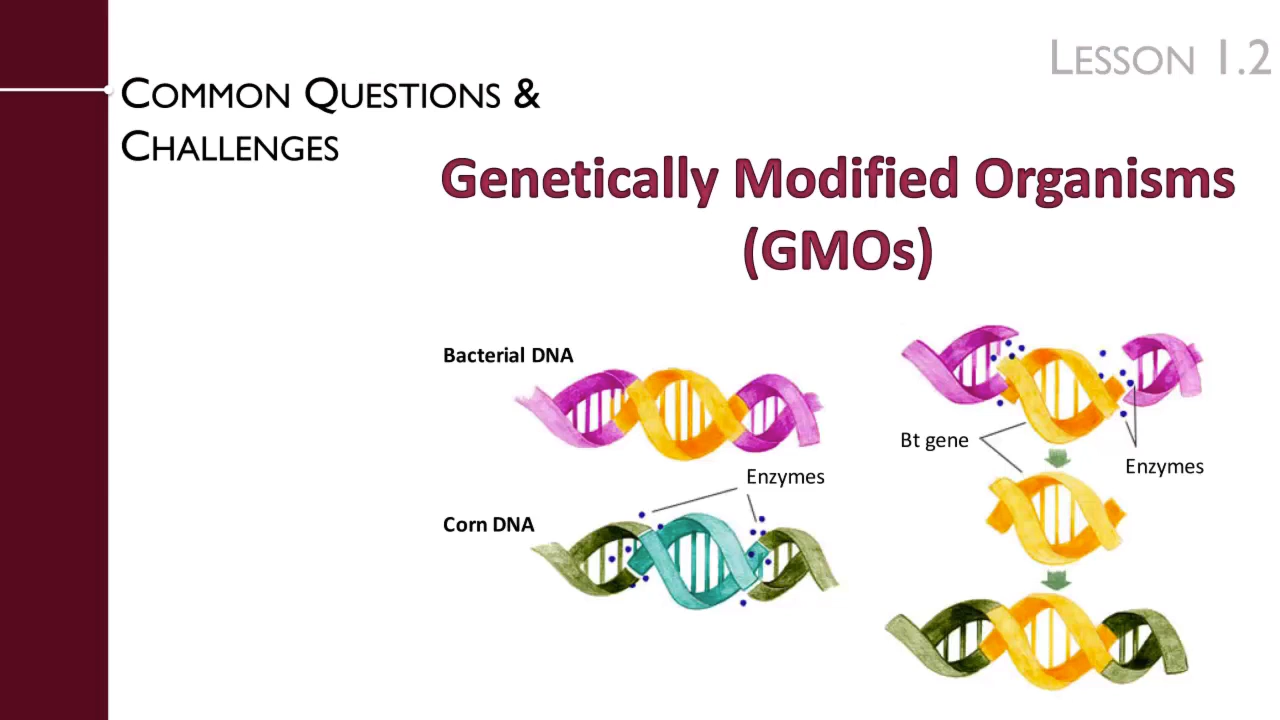 LESSON 1.2
COMMON QUESTIONS &
CHALLENGES
Genetically Modified Organisms
(GMOs)
Bacterial DNA
Enzymes
Corn DNA
Bt gene
Enzymes